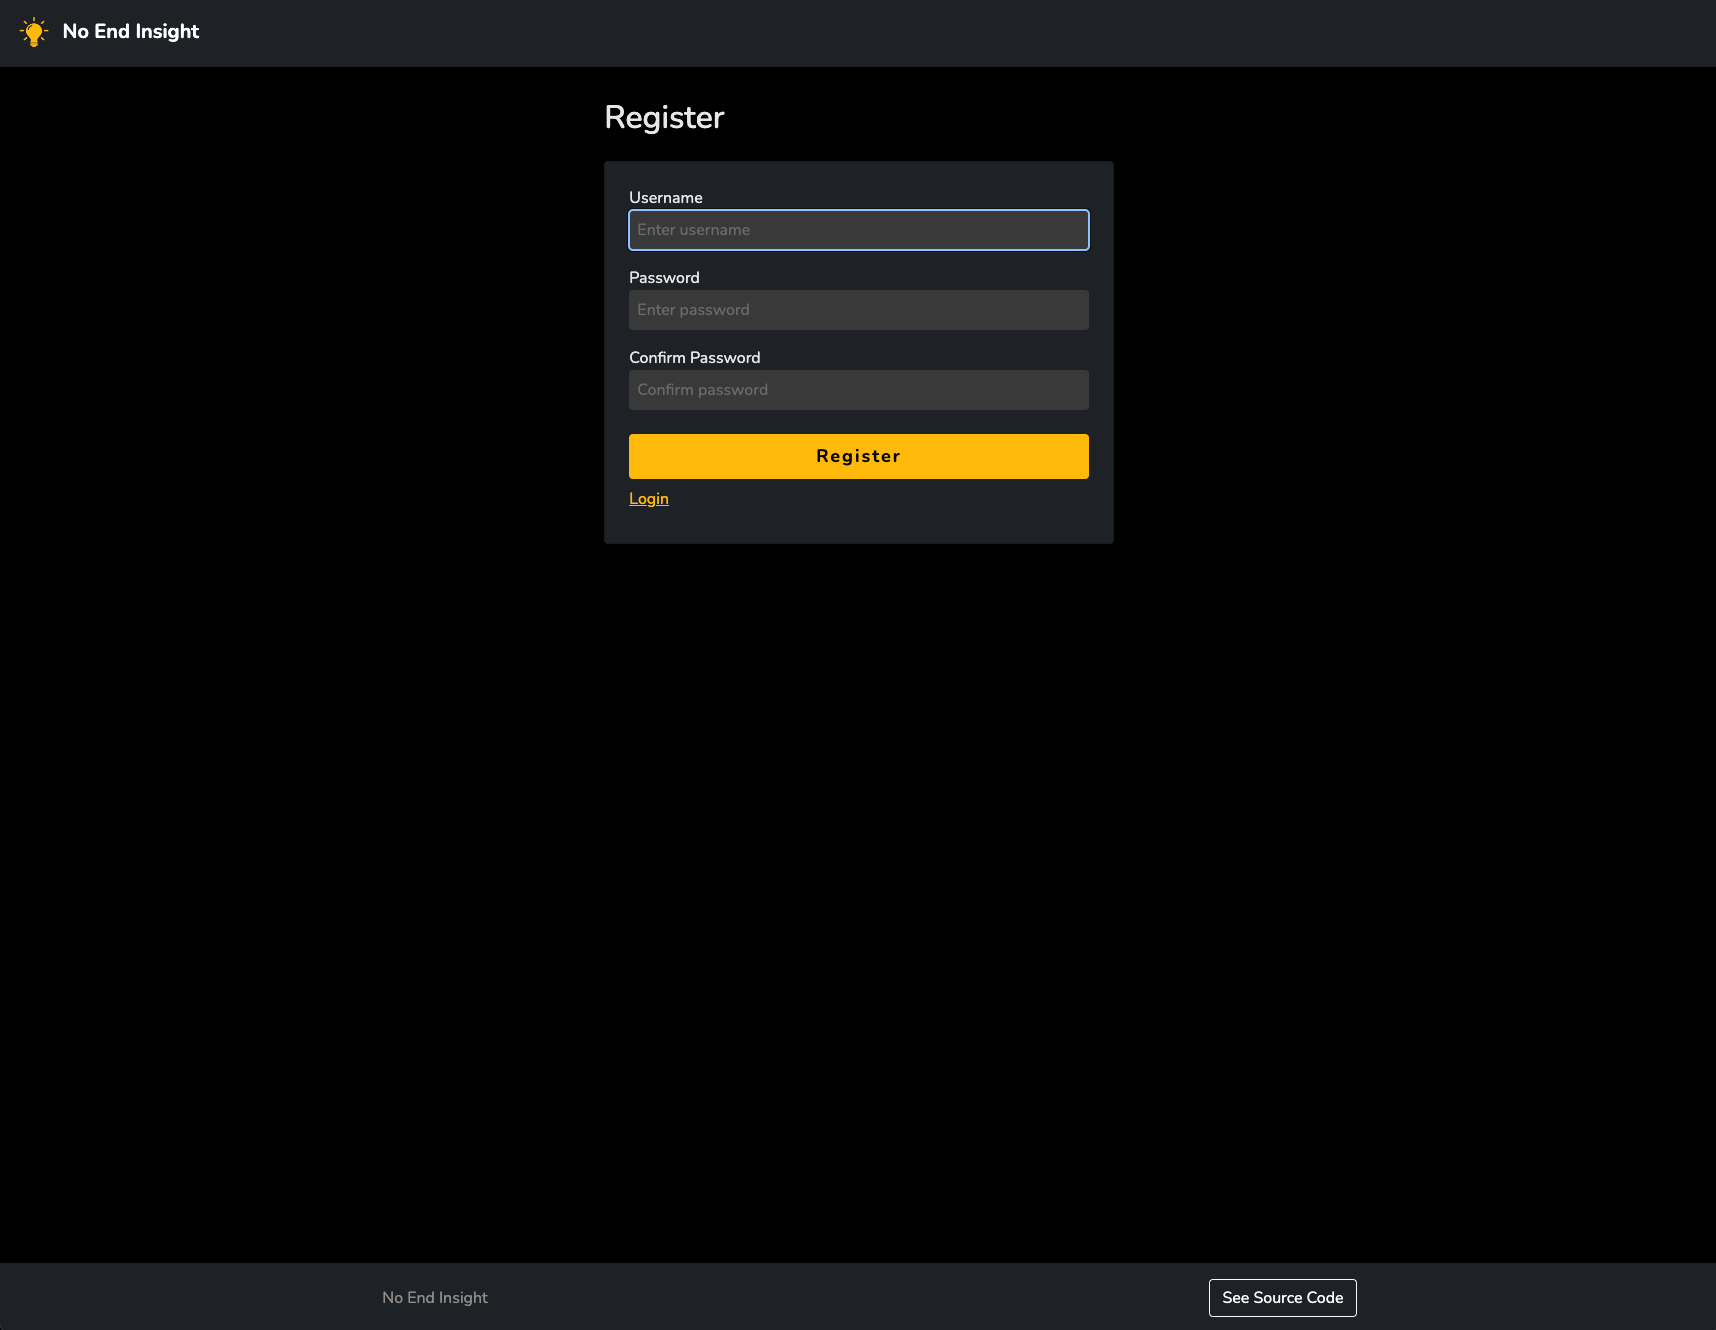 No End Insight
Register
Username
Enter username
Password
Enter password
Confirm Password
Confirm password
Register
Login
No End Insight
See Source Code